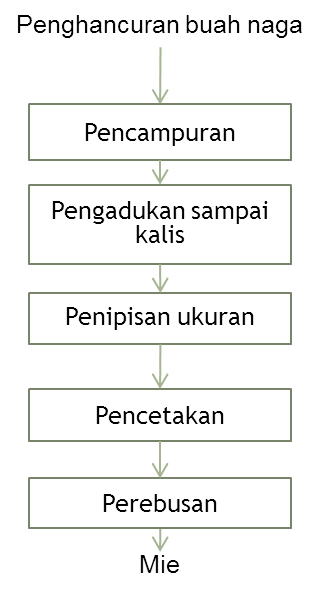 Penghancuran buah naga
Pencampuran
Pengadukan sampai
kalis
Penipisan ukuran
Pencetakan
Perebusan
Mie